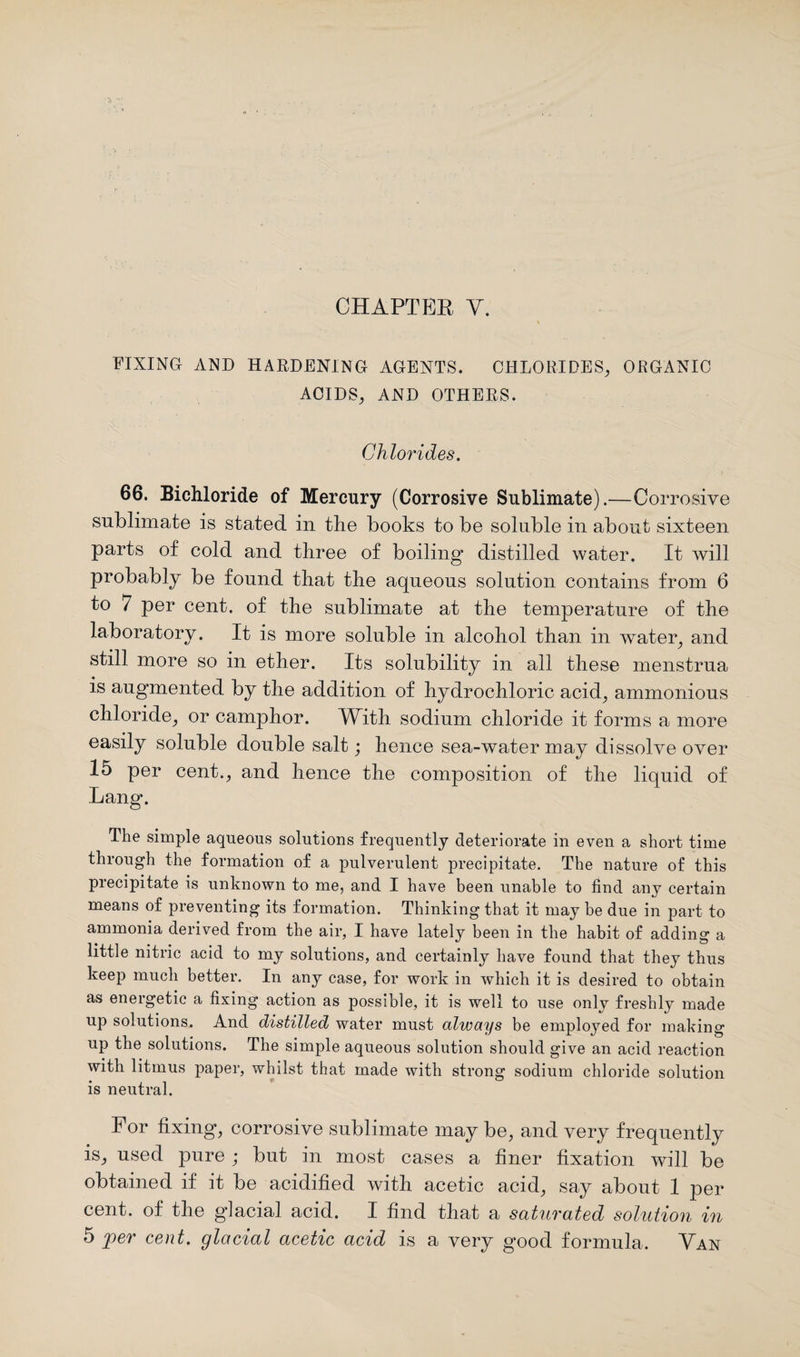 CHAPTER V.
FIXING AND HARDENING AGENTS. CHLORIDES, ORGANIC
ACIDS, AND OTHERS.
Chlorides.
66. Bichloride of Mercury (Corrosive Sublimate).—Corrosive
sublimate is stated in the books to be soluble in about sixteen
parts of cold and three of boiling distilled water. It will
probably be found that the aqueous solution contains from 6
to 7 per cent. of the sublimate at the temperature of the
laboratory. It is more soluble in alcohol than in water, and
still more so in ether. Its solubility in all these menstrua
is augmented by the addition of hydrochloric acid, ammonious
chloride, or camphor. With sodium chloride it forms a more
easily soluble double salt; hence sea-water may dissolve over
15 per cent., and hence the composition of the liquid of
Lang.
The simple aqueous solutions frequently deteriorate in even a short time
through the formation of a pulverulent precipitate. The nature of this
precipitate is unknown to me, and I have been unable to find any certain
means of preventing its formation. Thinking that it may be due in part to
ammonia derived from the air, I have lately been in the habit of adding a
little nitric acid to my solutions, and certainly have found that they thus
keep much better. In any case, for work in which it is desired to obtain
as energetic a fixing action as possible, it is well to use only freshly made
up solutions. And distilled water must always be employed for making
up the solutions. The simple aqueous solution should give an acid reaction
with litmus paper, whilst that made with strong sodium chloride solution
is neutral.
For fixing, corrosive sublimate may be, and very frequently
is, used pure; but in most cases a finer fixation will be
obtained if it be acidified with acetic acid, say about 1 per
cent. of the glacial acid. I find that a saturated solution in
5 per cent. glacial acetic acid is a very good formula. VAN